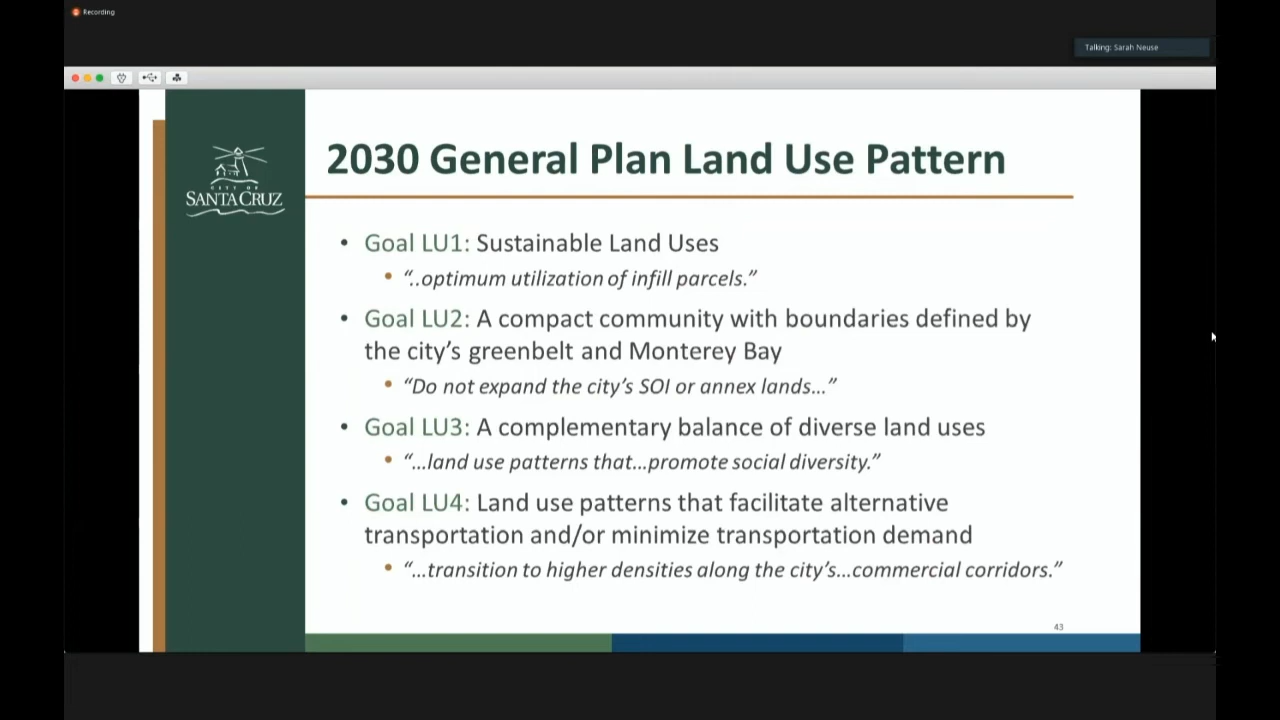 Recording
Talking: Sarah Neuse
CITY OF
SANTA CRUZ
2030 General Plan Land Use Pattern
• Goal LU1: Sustainable Land Uses
• “..optimum utilization of infill parcels.”
• Goal LU2: A compact community with boundaries defined by
the city’s greenbelt and Monterey Bay
• “Do not expand the city’s SOI or annex lands…”
• Goal LU3: A complementary balance of diverse land uses
• “…land use patterns that…promote social diversity.”
• Goal LU4: Land use patterns that facilitate alternative
transportation and/or minimize transportation demand
• “…transition to higher densities along the city’s…commercial corridors.”
43